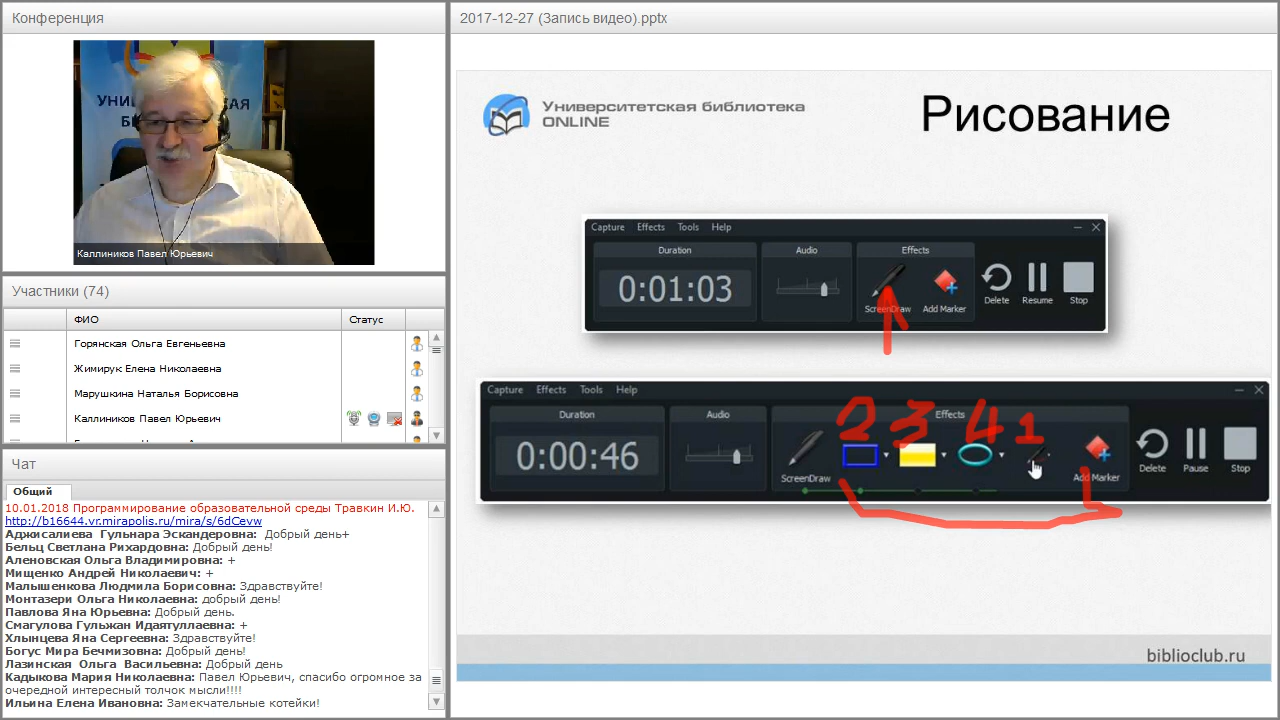 Конференция
УНИ
АЯ
Б
Каллиников Павел Юрьевич
Участники (74)
ФИО
Статус
Горянская Ольга Евгеньевна
Жимирук Елена Николаевна
Марушкина Наталья Борисовна
Каллиников Павел Юрьевич
Чат
Общий
10.01.2018 Программирование образовательной среды Травкин И.Ю.
http://b16644.vr.mirapolis.ru/mira/s/6dCevw
Аджисалиева Гульнара Эскандеровна: Добрый день+
Бельц Светлана Рихардовна: Добрый день!
Аленовская Ольга Владимировна: +
Мищенко Андрей Николаевич: +
Малышенкова Людмила Борисовна: Здравствуйте!
Монтазери Ольга Николаевна: добрый день!
Павлова Яна Юрьевна: Добрый день.
Смагулова Гульжан Идаятуллаевна: +
Хлынцева Яна Сергеевна: Здравствуйте!
Богус Мира Бечмизовна: Добрый день!
Лазинская Ольга Васильевна: Добрый день
Кадыкова Мария Николаевна: Павел Юрьевич, спасибо огромное за
очередной интересный толчок мысли!!!!
Ильина Елена Ивановна: Замекчательные котейки!
2017-12-27 (Запись видео).pptx
Университетская библиотека
ONLINE
Рисование
Capture Effects Tools Help
Duration Audio Effects
0:01:03
ScreenDraw Add Marker Delete Resume Stop
Capture Effects Tools Help
Duration Audio Effects
2 3 4 1
0:00:46
ScreenDraw Add Marker Delete Pause Stop
biblioclub.ru